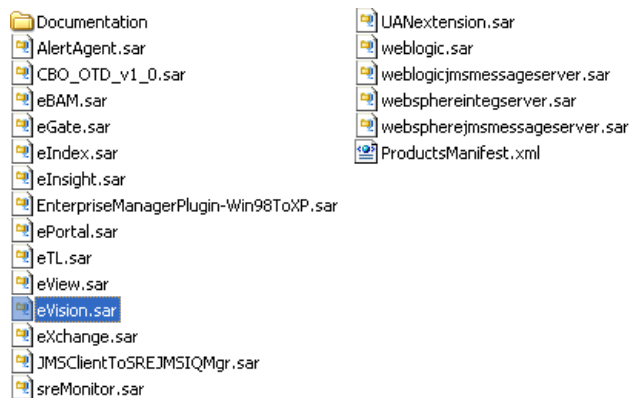 Documentation
AlertAgent.sar
CBO_OTD_v1_0.sar
eBAM.sar
eGate.sar
eIndex.sar
eInsight.sar
EnterpriseManagerPlugin-Win98ToXP.sar
ePortal.sar
eTL.sar
eView.sar
eVision.sar
eXchange.sar
JMSClientToSREJMSIQMgr.sar
sreMonitor.sar
UANextension.sar
weblogic.sar
weblogicjmsmessageserver.sar
websphereintegserver.sar
webspherejmsmessageserver.sar
ProductsManifest.xml